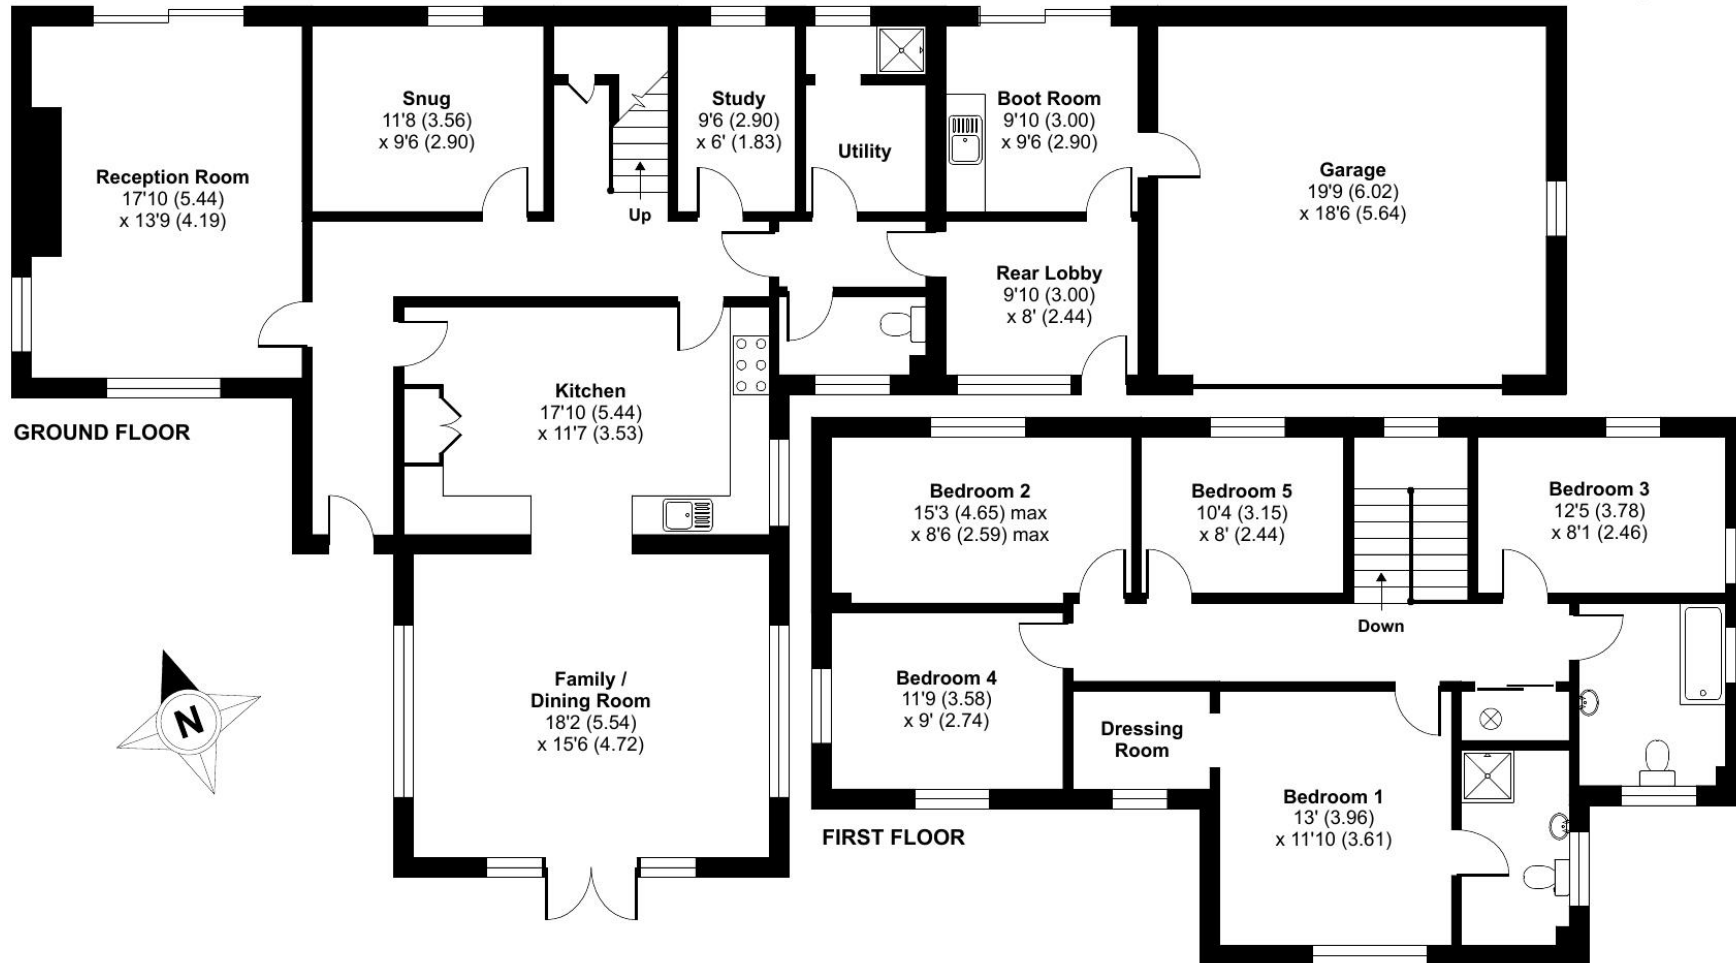 Reception Room
17'10 (5.44)
x 13'9 (4.19)
Snug
11'8 (3.56)
x 9'6 (2.90)
Up
Study
9'6 (2.90)
x 6' (1.83)
Utility
Boot Room
9'10 (3.00)
x 9'6 (2.90)
Garage
19'9 (6.02)
x 18'6 (5.64)
Rear Lobby
9'10 (3.00)
x 8' (2.44)
Kitchen
17'10 (5.44)
x 11'7 (3.53)
GROUND FLOOR
Family /
Dining Room
18'2 (5.54)
x 15'6 (4.72)
N
Bedroom 2
15'3 (4.65) max
x 8'6 (2.59) max
Bedroom 5
10'4 (3.15)
x 8' (2.44)
Bedroom 3
12'5 (3.78)
x 8'1 (2.46)
Down
Bedroom 4
11'9 (3.58)
x 9' (2.74)
Dressing
Room
Bedroom 1
13' (3.96)
x 11'10 (3.61)
FIRST FLOOR